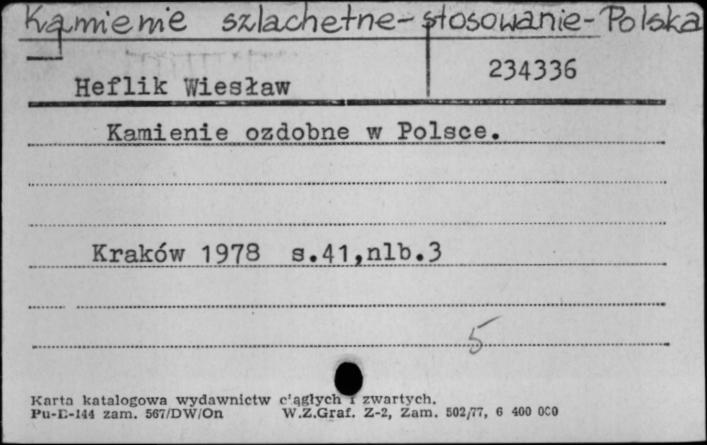 Kamienie szlachetne-stosowanie-Polska
234336
Heflik Wiesław
Kamienie ozdobne w Polsce.
Kraków 1978 s.41,nlb.3
5
Karta katalogowa wydawnictw c'ągłych i zwartych.
Pu-E-144 zam. 567/DW/On W.Z.Graf. Z-2, Zam. 502/77, 6 400 000